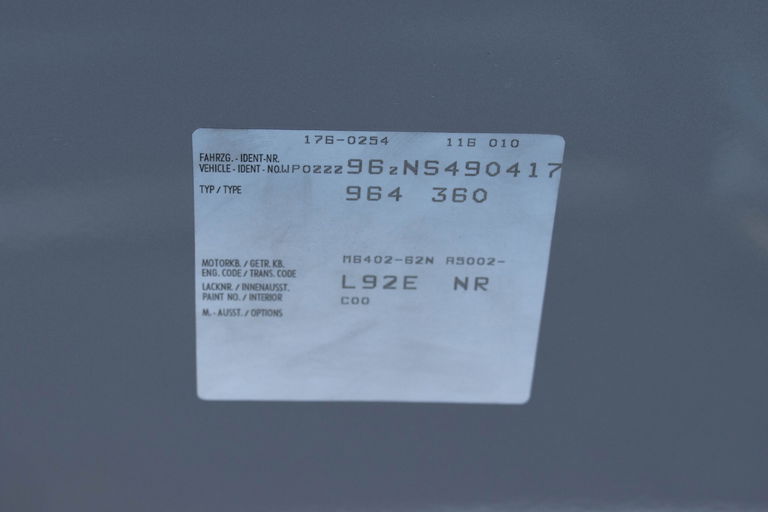 176-0254 116 010
FAHRZG. - IDENT-NR.
VEHICLE - IDENT - NO. WP0ZZZ96ZNS490417
TYP / TYPE 964 360
MOTORKB. / GETR. KB. M6402-62N A5002-
ENG. CODE / TRANS. CODE
LACKNR. / INNENAUSST. L92E NR
PAINT NO. / INTERIOR C00
M. - AUSST. / OPTIONS